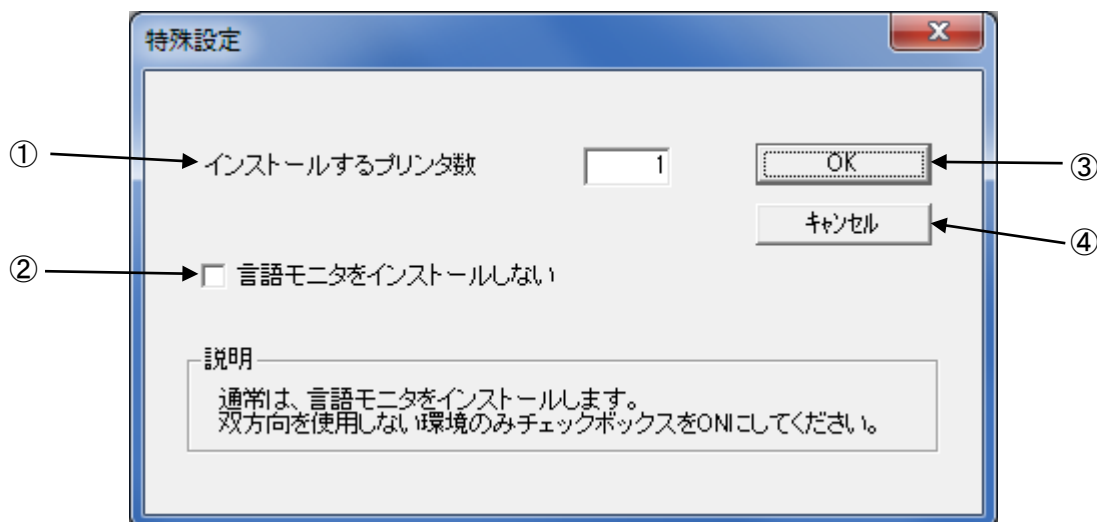 特殊設定
① インストールするプリンタ数 1 OK ③
キャンセル ④
② 言語モニタをインストールしない
説明
通常は、言語モニタをインストールします。
双方向を使用しない環境のみチェックボックスをONにしてください。